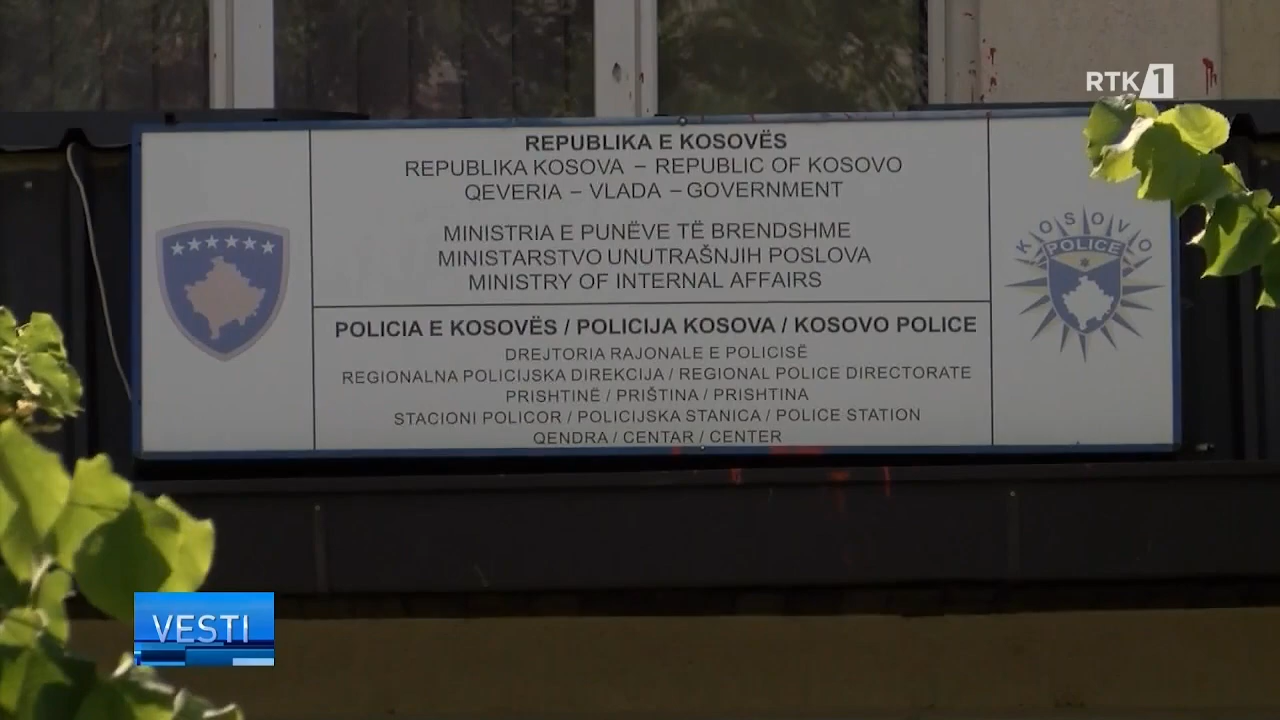 RTK 1
REPUBLIKA E KOSOVËS
REPUBLIKA KOSOVA – REPUBLIC OF KOSOVO
QEVERIA – VLADA – GOVERNMENT
MINISTRIA E PUNËVE TË BRENDSHME
MINISTARSTVO UNUTRAŠNJIH POSLOVA
MINISTRY OF INTERNAL AFFAIRS
KOSOVO
POLICE
POLICIA E KOSOVËS / POLICIJA KOSOVA / KOSOVO POLICE
DREJTORIA RAJONALE E POLICISË
REGIONALNA POLICIJSKA DIREKCIJA / REGIONAL POLICE DIRECTORATE
PRISHTINË / PRIŠTINA / PRISHTINA
STACIONI POLICOR / POLICIJSKA STANICA / POLICE STATION
QENDRA / CENTAR / CENTER
VESTI